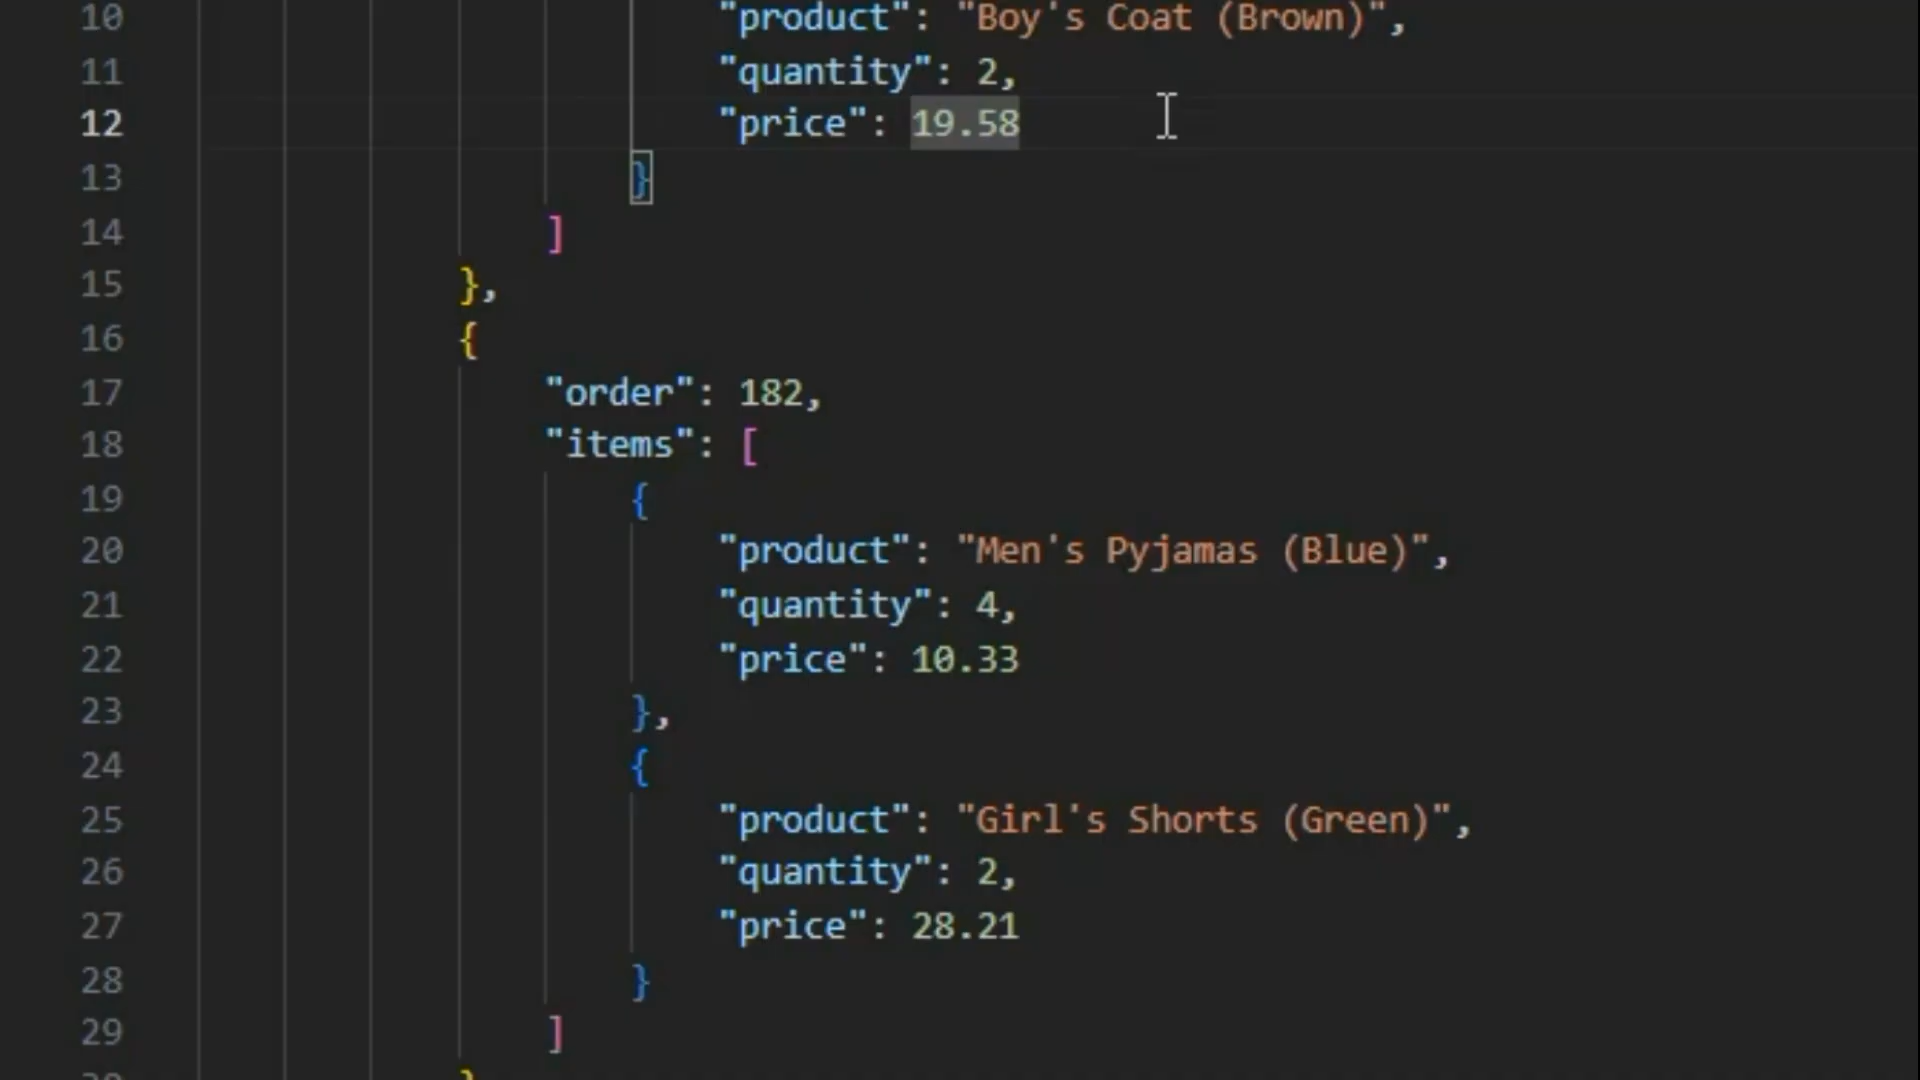 10 "product": "Boy's Coat (Brown)",
11 "quantity": 2,
12 "price": 19.58
13 }
14 ]
15 },
16 {
17 "order": 182,
18 "items": [
19 {
20 "product": "Men's Pyjamas (Blue)",
21 "quantity": 4,
22 "price": 10.33
23 },
24 {
25 "product": "Girl's Shorts (Green)",
26 "quantity": 2,
27 "price": 28.21
28 }
29 ]
30 }